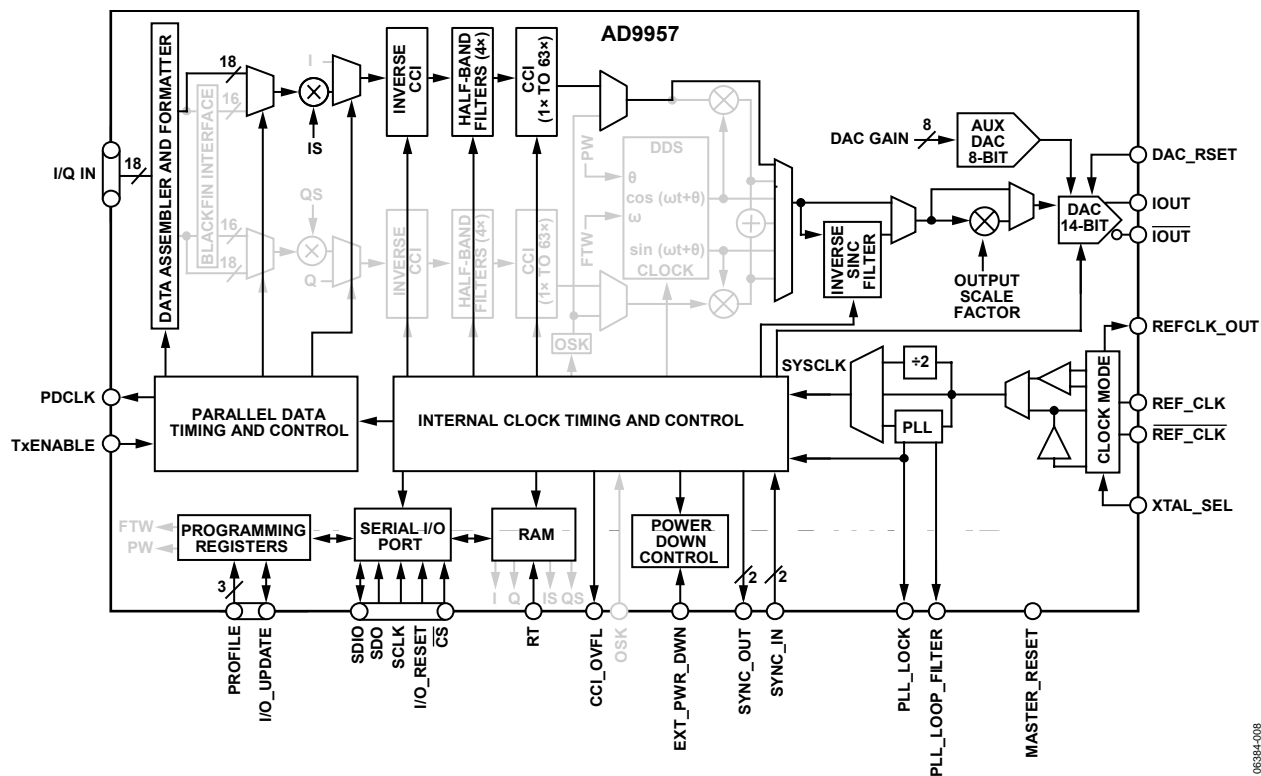 AD9957
I/Q IN
18
DATA ASSEMBLER AND FORMATTER
BLACKFIN INTERFACE
18
16
16
18
IS
QS
I
Q
INVERSE
CCI
HALF-BAND
FILTERS (4×)
CCI
(1× TO 63×)
INVERSE
CCI
HALF-BAND
FILTERS (4×)
CCI
(1× TO 63×)
OSK
PW
FTW
DDS
θ
cos (ωt+θ)
ω
sin (ωt+θ)
CLOCK
INVERSE
SINC
FILTER
OUTPUT
SCALE
FACTOR
DAC GAIN
8
AUX
DAC
8-BIT
DAC
14-BIT
DAC_RSET
IOUT
IOUT
REFCLK_OUT
REF_CLK
REF_CLK
XTAL_SEL
CLOCK MODE
SYSCLK
÷2
PLL
PDCLK
TxENABLE
PARALLEL DATA
TIMING AND CONTROL
INTERNAL CLOCK TIMING AND CONTROL
FTW
PW
PROGRAMMING
REGISTERS
SERIAL I/O
PORT
RAM
POWER
DOWN
CONTROL
I
Q
IS
QS
3
2
2
PROFILE
I/O_UPDATE
SDIO
SDO
SCLK
I/O_RESET
CS
RT
CCI_OVFL
OSK
EXT_PWR_DWN
SYNC_OUT
SYNC_IN
PLL_LOCK
PLL_LOOP_FILTER
MASTER_RESET
06384-008